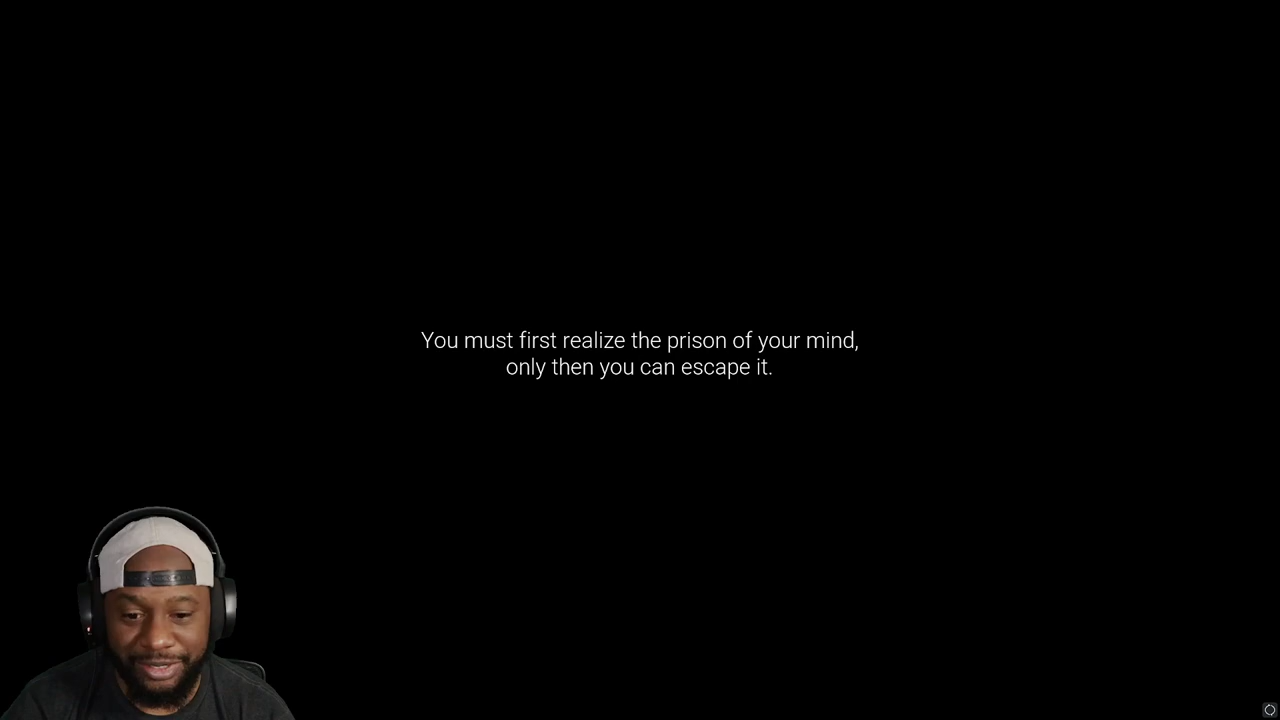 You must first realize the prison of your mind,
only then you can escape it.